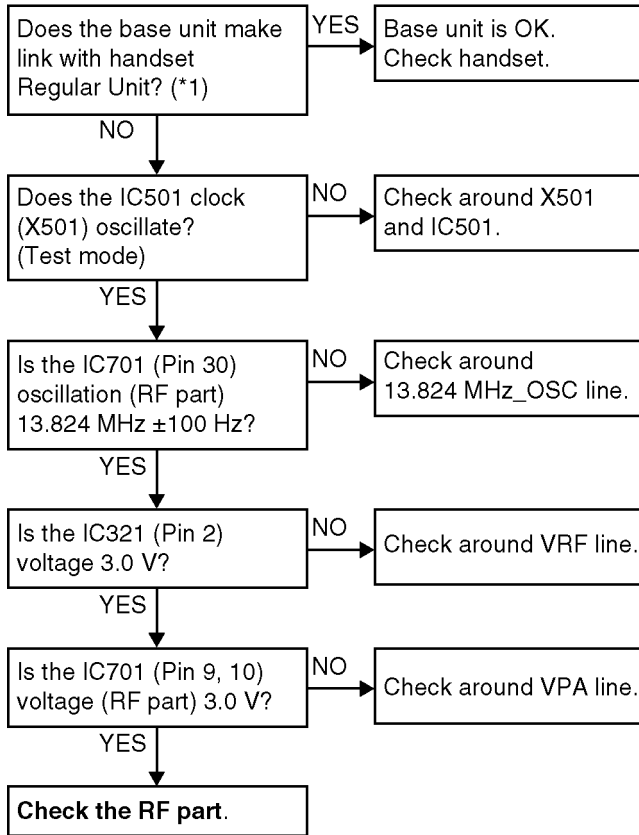 Does the base unit make
link with handset
Regular Unit? (*1)
YES
Base unit is OK.
Check handset.
NO
Does the IC501 clock
(X501) oscillate?
(Test mode)
NO
Check around X501
and IC501.
YES
Is the IC701 (Pin 30)
oscillation (RF part)
13.824 MHz ±100 Hz?
NO
Check around
13.824 MHz_OSC line.
YES
Is the IC321 (Pin 2)
voltage 3.0 V?
NO
Check around VRF line.
YES
Is the IC701 (Pin 9, 10)
voltage (RF part) 3.0 V?
NO
Check around VPA line.
YES
Check the RF part.